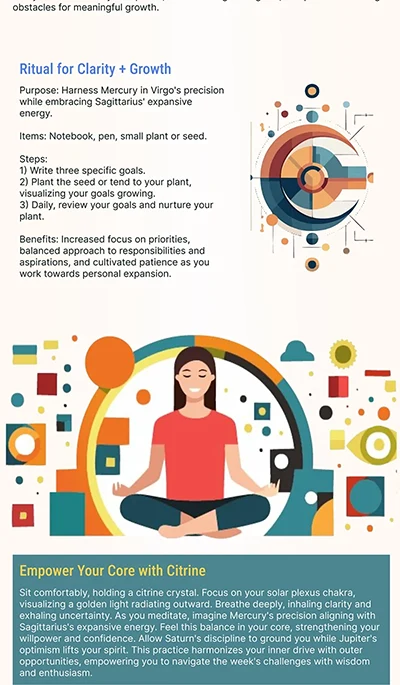 obstacles for meaningful growth.
Ritual for Clarity + Growth
Purpose: Harness Mercury in Virgo's precision
while embracing Sagittarius' expansive
energy.
Items: Notebook, pen, small plant or seed.
Steps:
1) Write three specific goals.
2) Plant the seed or tend to your plant,
visualizing your goals growing.
3) Daily, review your goals and nurture your
plant.
Benefits: Increased focus on priorities,
balanced approach to responsibilities and
aspirations, and cultivated patience as you
work towards personal expansion.
Empower Your Core with Citrine
Sit comfortably, holding a citrine crystal. Focus on your solar plexus chakra,
visualizing a golden light radiating outward. Breathe deeply, inhaling clarity and
exhaling uncertainty. As you meditate, imagine Mercury's precision aligning with
Sagittarius's expansive energy. Feel this balance in your core, strengthening your
willpower and confidence. Allow Saturn's discipline to ground you while Jupiter's
optimism lifts your spirit. This practice harmonizes your inner drive with outer
opportunities, empowering you to navigate the week's challenges with wisdom
and enthusiasm.